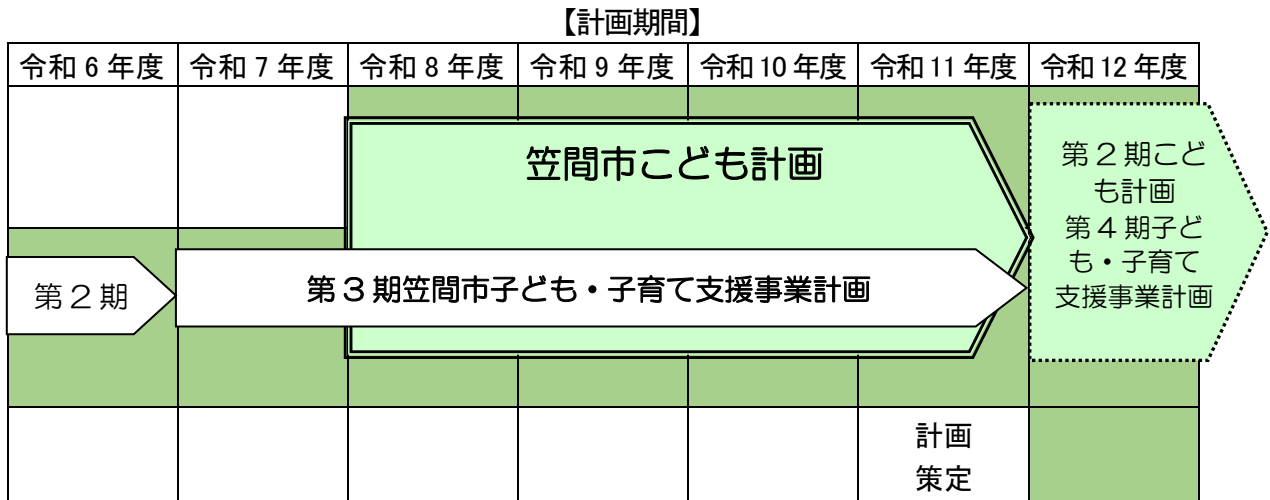 【計画期間】
令和6年度 令和7年度 令和8年度 令和9年度 令和10年度 令和11年度 令和12年度
笠間市こども計画
第2期こど
も計画
第4期子ど
も・子育て
支援事業計画
第2期
第3期笠間市子ども・子育て支援事業計画
計画
策定